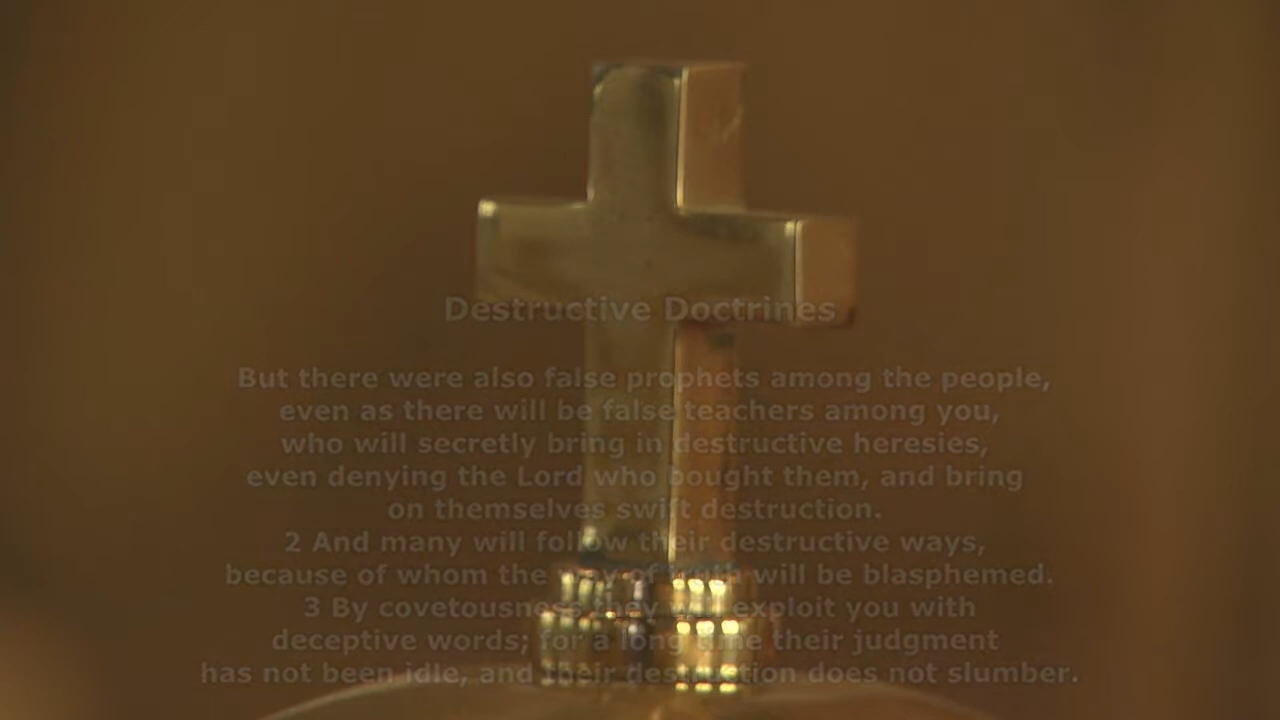 Destructive Doctrines
But there were also false prophets among the people,
even as there will be false teachers among you,
who will secretly bring in destructive heresies,
even denying the Lord who bought them, and bring
on themselves swift destruction.
2 And many will follow their destructive ways,
because of whom the way of truth will be blasphemed.
3 By covetousness they will exploit you with
deceptive words; for a long time their judgment
has not been idle, and their destruction does not slumber.